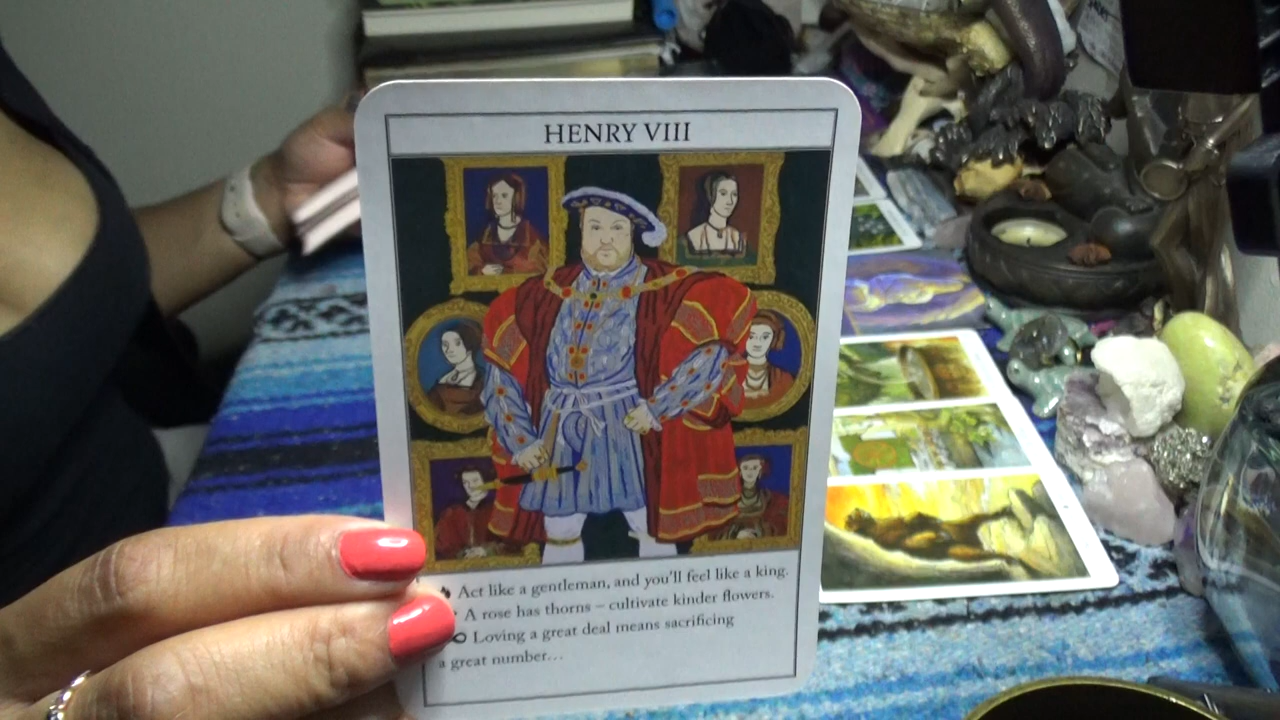 HENRY VIII
Act like a gentleman, and you'll feel like a king.
A rose has thorns – cultivate kinder flowers.
Loving a great deal means sacrificing
a great number…